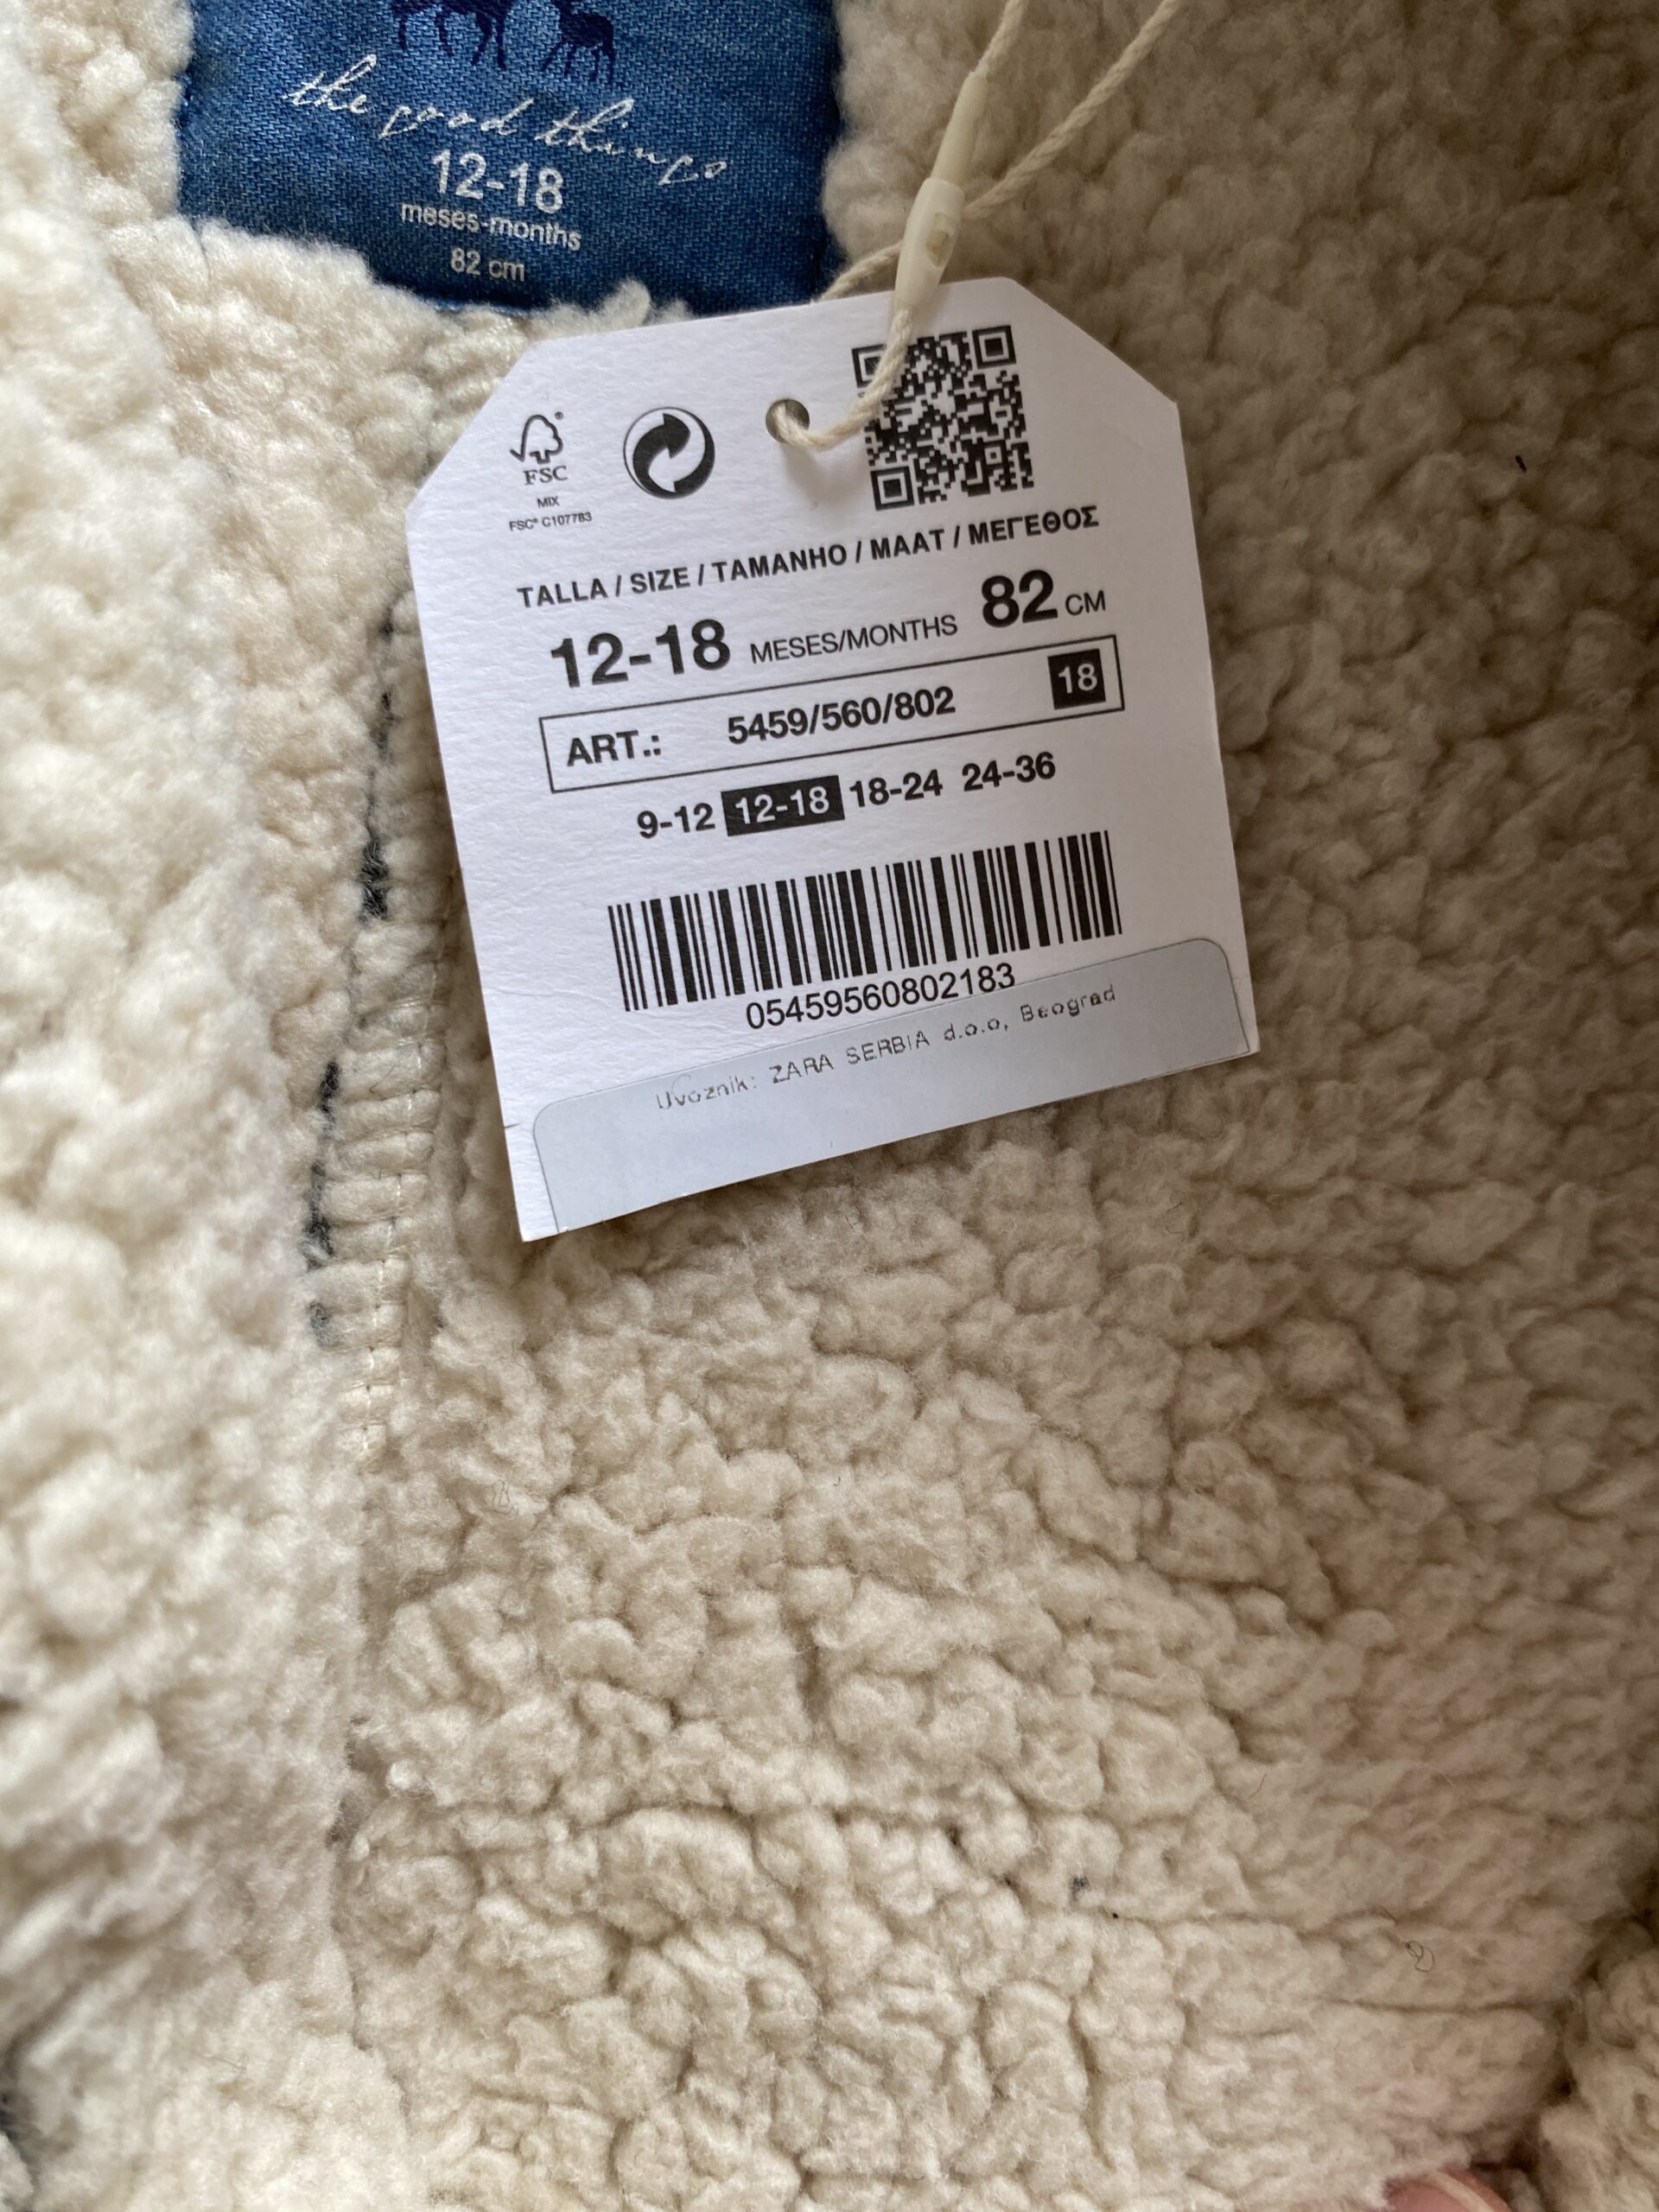 the good things
12-18
meses-months
82 cm
FSC
MIX
FSC® C107783
TALLA / SIZE / TAMANHO / MAAT / ΜΕΓΕΘΟΣ
12-18 MESES/MONTHS 82 CM
ART.: 5459/560/802 18
9-12 12-18 18-24 24-36
05459560802183
Uvoznik: ZARA SERBIA d.o.o, Beograd